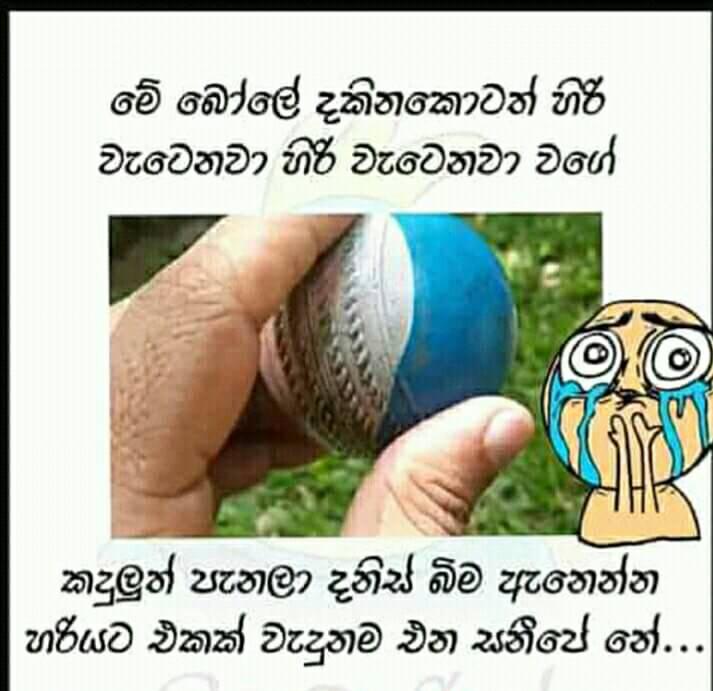 මේ බෝලේ දකිනකොටත් හිරි
වැටෙනවා හිරි වැටෙනවා වගේ
කදුලුත් පැනලා දනිස් බිම ඇනෙන්න
හරියට එකක් වැදුනම එන සනීපේ නේ...